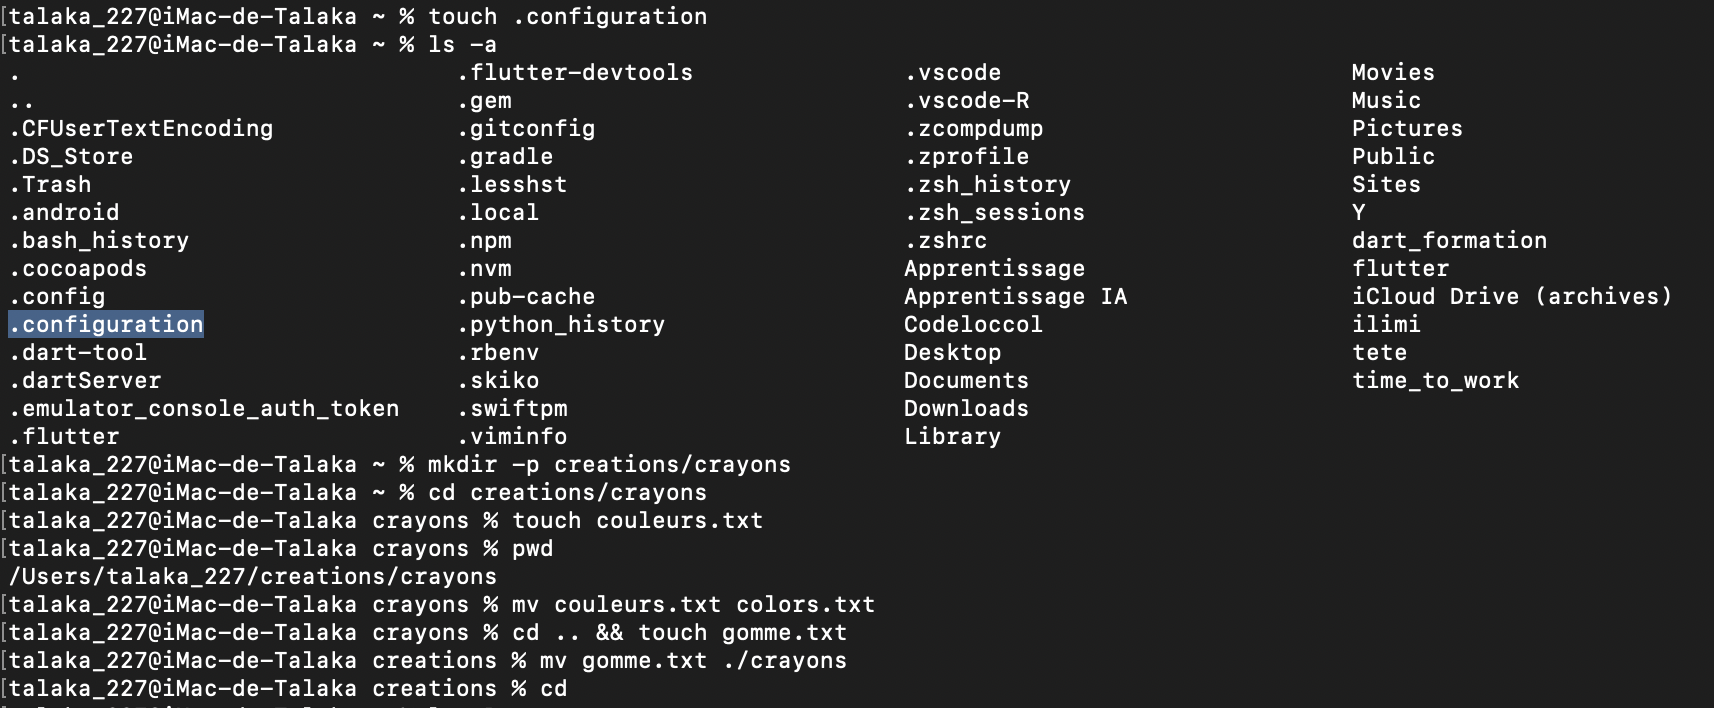 [talaka_227@iMac-de-Talaka ~ % touch .configuration
[talaka_227@iMac-de-Talaka ~ % ls -a
. .flutter-devtools .vscode Movies
.. .gem .vscode-R Music
.CFUserTextEncoding .gitconfig .zcompdump Pictures
.DS_Store .gradle .zprofile Public
.Trash .lesshst .zsh_history Sites
.android .local .zsh_sessions Y
.bash_history .npm .zshrc dart_formation
.cocoapods .nvm Apprentissage flutter
.config .pub-cache Apprentissage IA iCloud Drive (archives)
.configuration .python_history Codeloccol ilimi
.dart-tool .rbenv Desktop tete
.dartServer .skiko Documents time_to_work
.emulator_console_auth_token .swiftpm Downloads
.flutter .viminfo Library
[talaka_227@iMac-de-Talaka ~ % mkdir -p creations/crayons
[talaka_227@iMac-de-Talaka ~ % cd creations/crayons
[talaka_227@iMac-de-Talaka crayons % touch couleurs.txt
[talaka_227@iMac-de-Talaka crayons % pwd
/Users/talaka_227/creations/crayons
[talaka_227@iMac-de-Talaka crayons % mv couleurs.txt colors.txt
[talaka_227@iMac-de-Talaka crayons % cd .. && touch gomme.txt
[talaka_227@iMac-de-Talaka creations % mv gomme.txt ./crayons
[talaka_227@iMac-de-Talaka creations % cd